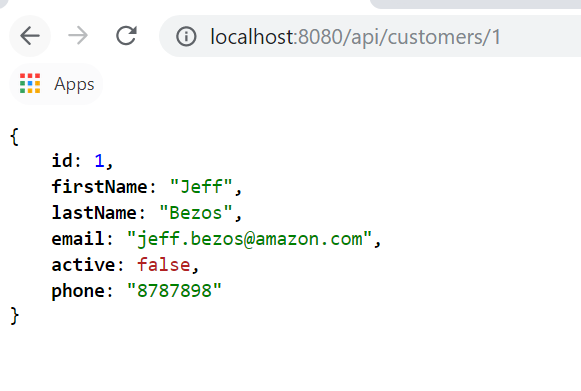 localhost:8080/api/customers/1
Apps
{
id: 1,
firstName: "Jeff",
lastName: "Bezos",
email: "jeff.bezos@amazon.com",
active: false,
phone: "8787898"
}